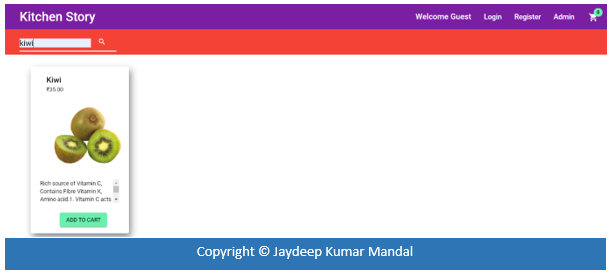 Kitchen Story
Welcome Guest Login Register Admin 0
kiwi
Kiwi
₹35.00
Rich source of Vitamin C,
Contains Fibre Vitamin K,
Amino acid.1. Vitamin C acts
ADD TO CART
Copyright © Jaydeep Kumar Mandal